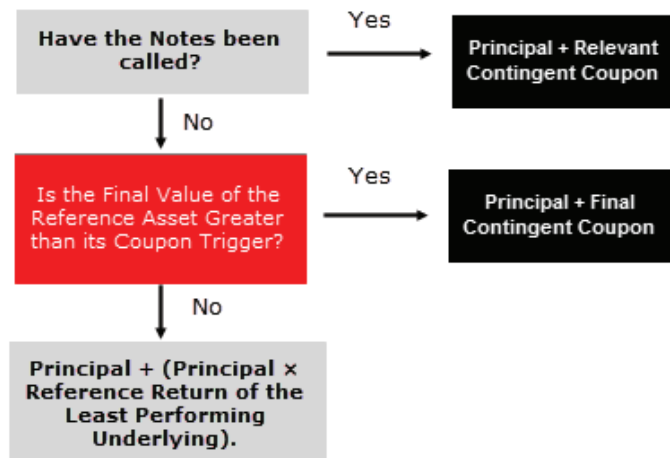 Have the Notes been
called?
Yes
Principal + Relevant
Contingent Coupon
No
Is the Final Value of the
Reference Asset Greater
than its Coupon Trigger?
Yes
Principal + Final
Contingent Coupon
No
Principal + (Principal ×
Reference Return of the
Least Performing
Underlying).